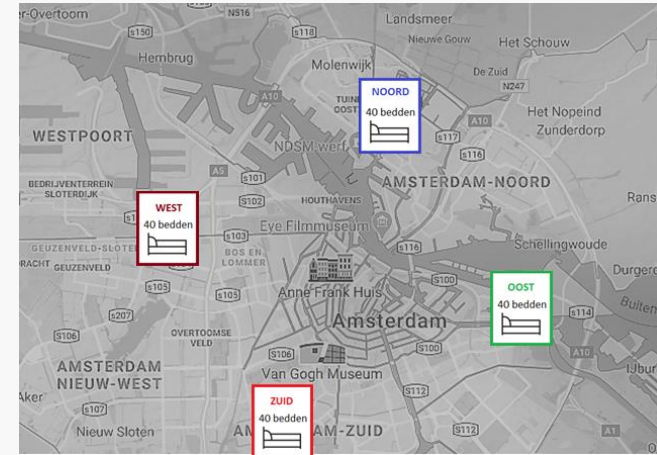 er-Overtoom
N516
Landsmeer
s150
s118
Nieuwe Gouw
Het Schouw
Hembrug
Molenwijk
De Zuid
N247
A10
NOORD
40 bedden
A10
Het Nopeind
Zunderdorp
s117
s116
WESTPOORT
NDSM werf
A5
s101
AMSTERDAM-NOORD
BEDRIJVENTERREIN
SLOTERDIJK
s102
HOUTHAVENS
Rans
WEST
40 bedden
Eye Filmmuseum
s103
s116
Schellingwoude
GEUZENVELD-SLOTE
BOS EN
LOMMER
RACHT
GEUZENVELD
Durgerd
s100
OOST
40 bedden
s105
s105
Anne Frank Huis
Buiten
s114
s207
Amsterdam
s106
OVERTOOMSE
VELD
s106
s100
A10
Van Gogh Museum
AMSTERDAM
NIEUW-WEST
IJbur
Aker
s112
ZUID
40 bedden
s107
Nieuw Sloten
AM-ZUID
s112
A1